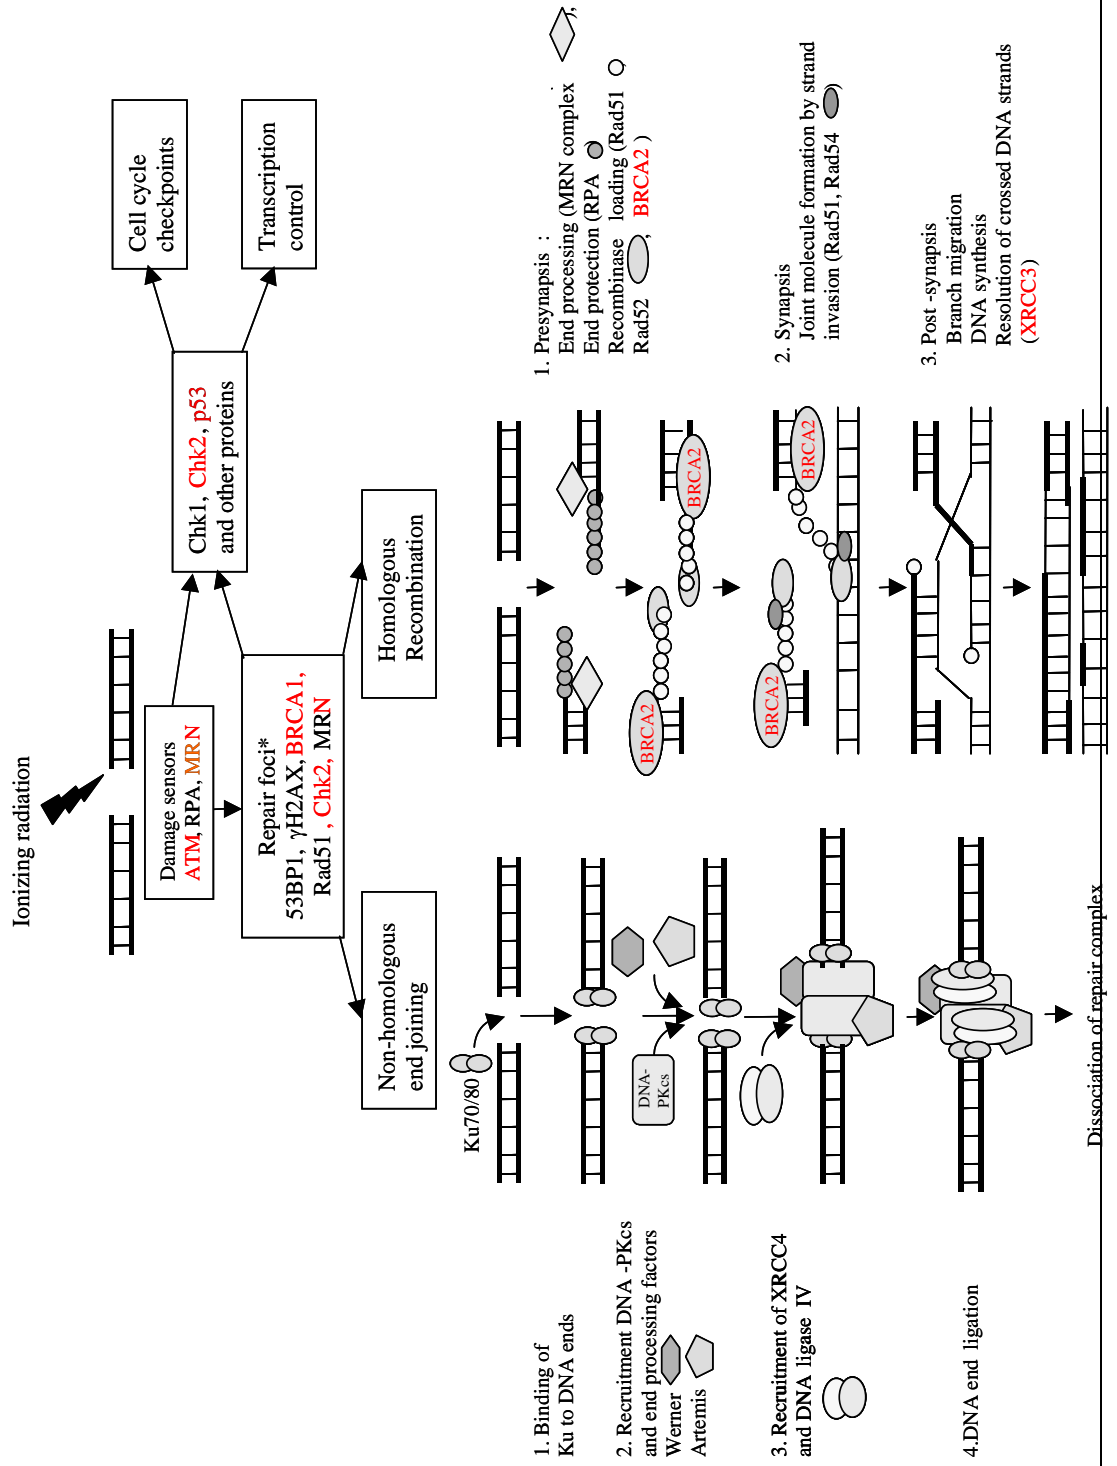 Ionizing radiation
Damage sensors
ATM, RPA, MRN
Repair foci*
53BP1, γH2AX, BRCA1,
Rad51 , Chk2, MRN
Chk1, Chk2, p53
and other proteins
Cell cycle
checkpoints
Transcription
control
Non-homologous
end joining
Homologous
Recombination
Ku70/80
DNA-
PKcs
1. Binding of
Ku to DNA ends
2. Recruitment DNA -PKcs
and end processing factors
Werner
Artemis
3. Recruitment of XRCC4
and DNA ligase IV
4.DNA end ligation
Dissociation of repair complex
BRCA2
BRCA2
BRCA2
BRCA2
1. Presynapsis :
End processing (MRN complex ),
End protection (RPA )
Recombinase loading (Rad51 ,
Rad52 , BRCA2 )
2. Synapsis
Joint molecule formation by strand
invasion (Rad51, Rad54 )
3. Post -synapsis
Branch migration
DNA synthesis
Resolution of crossed DNA strands
(XRCC3)